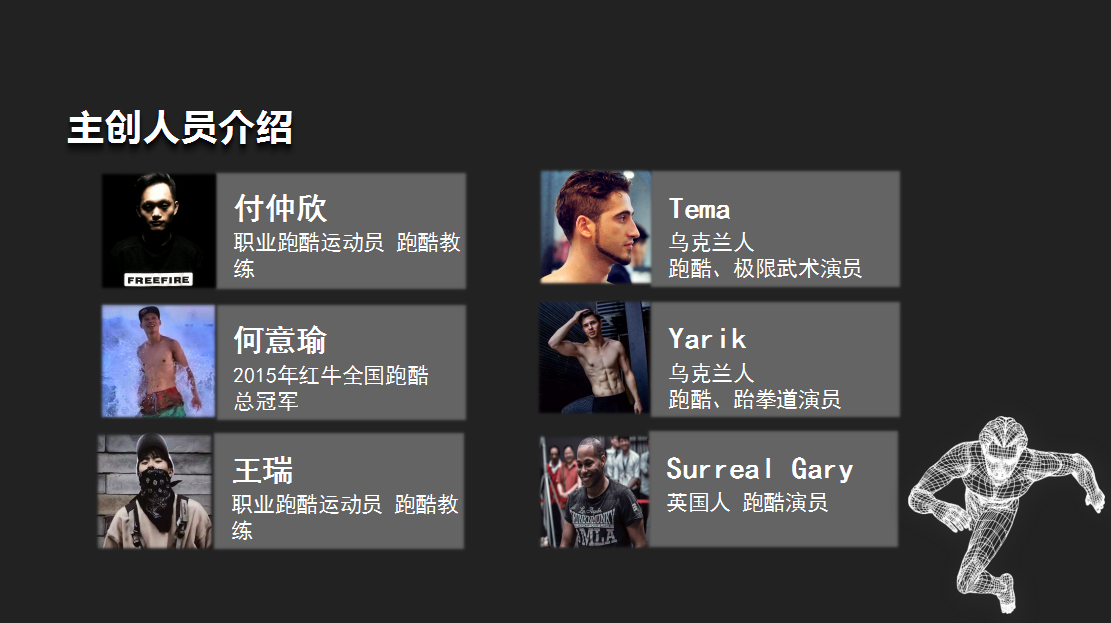 主创人员介绍
付仲欣
职业跑酷运动员 跑酷教
练
FREEFIRE
何意瑜
2015年红牛全国跑酷
总冠军
王瑞
职业跑酷运动员 跑酷教
练
Tema
乌克兰人
跑酷、极限武术演员
Yarik
乌克兰人
跑酷、跆拳道演员
Surreal Gary
英国人 跑酷演员